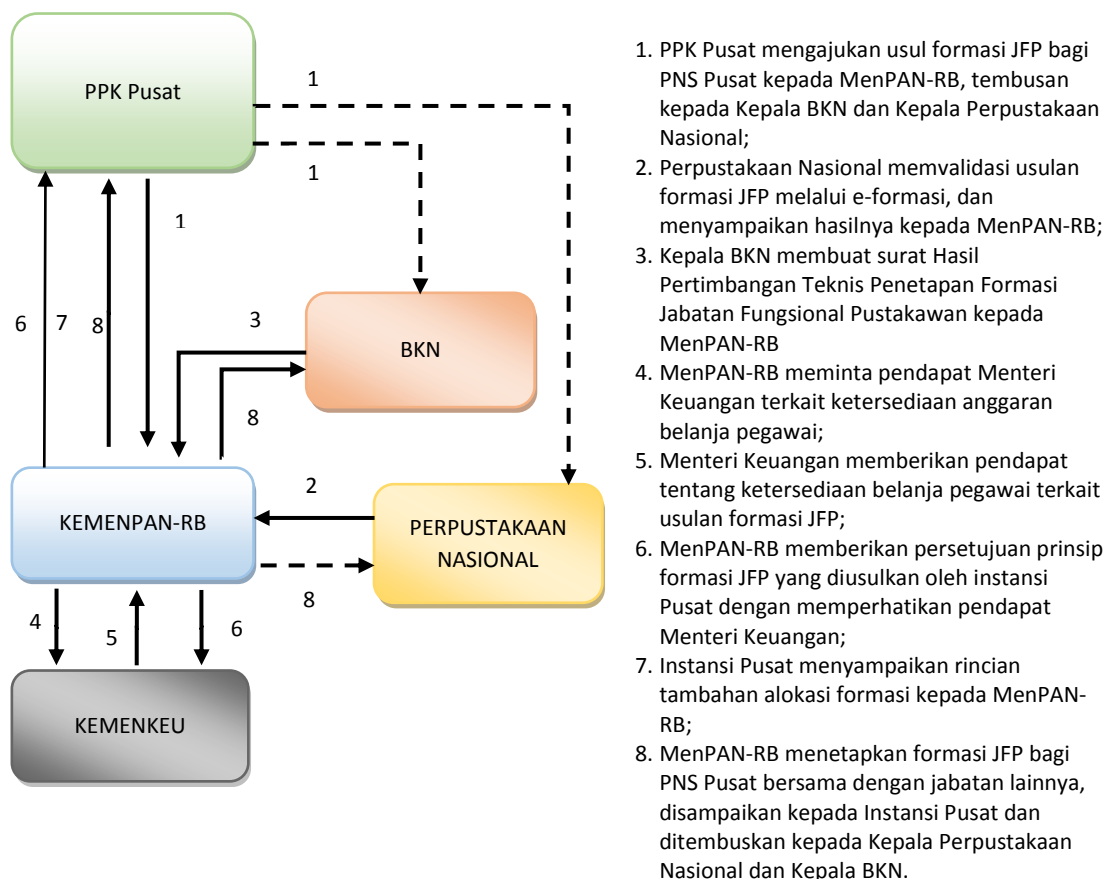 PPK Pusat
1
1
1
6
7
8
3
BKN
8
2
KEMENPAN-RB
PERPUSTAKAAN
NASIONAL
8
4
5
6
KEMENKEU
1. PPK Pusat mengajukan usul formasi JFP bagi
PNS Pusat kepada MenPAN-RB, tembusan
kepada Kepala BKN dan Kepala Perpustakaan
Nasional;
2. Perpustakaan Nasional memvalidasi usulan
formasi JFP melalui e-formasi, dan
menyampaikan hasilnya kepada MenPAN-RB;
3. Kepala BKN membuat surat Hasil
Pertimbangan Teknis Penetapan Formasi
Jabatan Fungsional Pustakawan kepada
MenPAN-RB
4. MenPAN-RB meminta pendapat Menteri
Keuangan terkait ketersediaan anggaran
belanja pegawai;
5. Menteri Keuangan memberikan pendapat
tentang ketersediaan belanja pegawai terkait
usulan formasi JFP;
6. MenPAN-RB memberikan persetujuan prinsip
formasi JFP yang diusulkan oleh instansi
Pusat dengan memperhatikan pendapat
Menteri Keuangan;
7. Instansi Pusat menyampaikan rincian
tambahan alokasi formasi kepada MenPAN-
RB;
8. MenPAN-RB menetapkan formasi JFP bagi
PNS Pusat bersama dengan jabatan lainnya,
disampaikan kepada Instansi Pusat dan
ditembuskan kepada Kepala Perpustakaan
Nasional dan Kepala BKN.